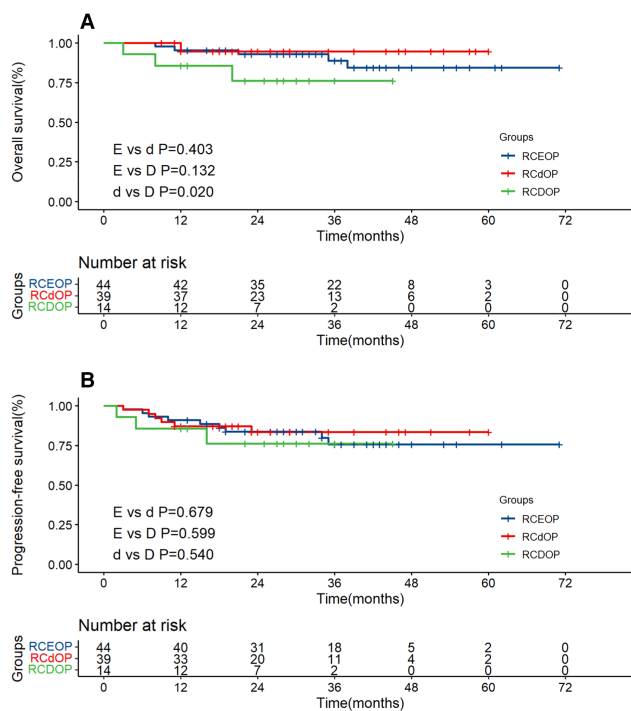 A
1.00
0.75
0.50
0.25
0.00
Overall survival(%)
E vs d P=0.403
E vs D P=0.132
d vs D P=0.020
Groups
RCEOP
RCdOP
RCDOP
0 12 24 36 48 60 72
Time(months)
Number at risk
Groups
RCEOP 44 42 35 22 8 3 0
RCdOP 39 37 23 13 6 2 0
RCDOP 14 12 7 2 0 0 0
0 12 24 36 48 60 72
Time(months)
B
1.00
0.75
0.50
0.25
0.00
Progression-free survival(%)
E vs d P=0.679
E vs D P=0.599
d vs D P=0.540
Groups
RCEOP
RCdOP
RCDOP
0 12 24 36 48 60 72
Time(months)
Number at risk
Groups
RCEOP 44 40 31 18 5 2 0
RCdOP 39 33 20 11 4 2 0
RCDOP 14 12 7 2 0 0 0
0 12 24 36 48 60 72
Time(months)